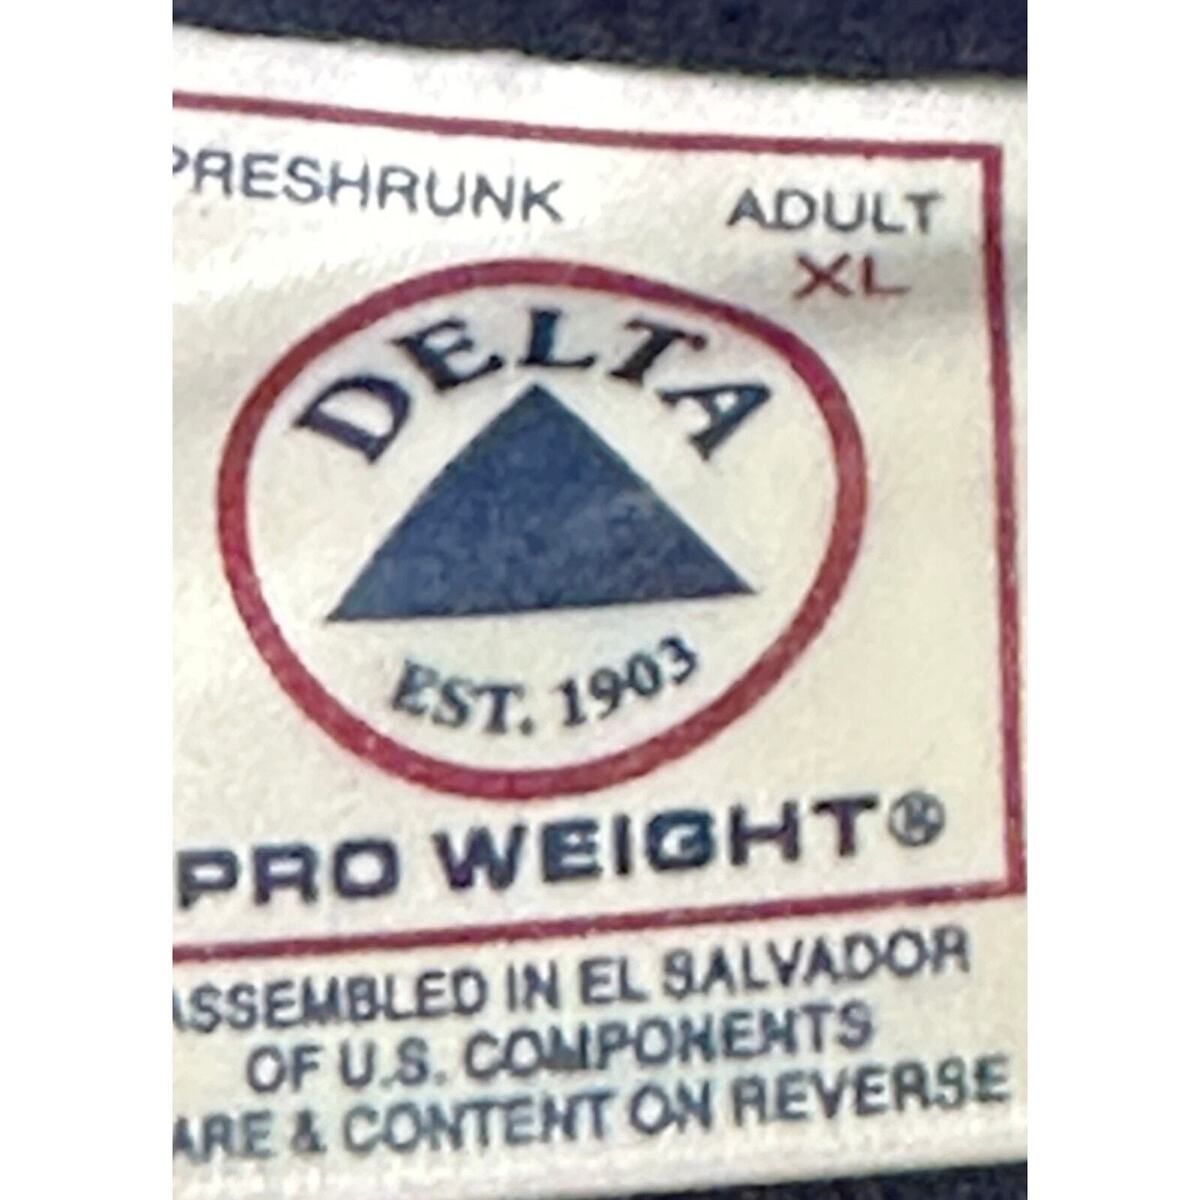 PRESHRUNK
ADULT
XL
DELTA
EST. 1903
PRO WEIGHT®
ASSEMBLED IN EL SALVADOR
OF U.S. COMPONENTS
ARE & CONTENT ON REVERSE